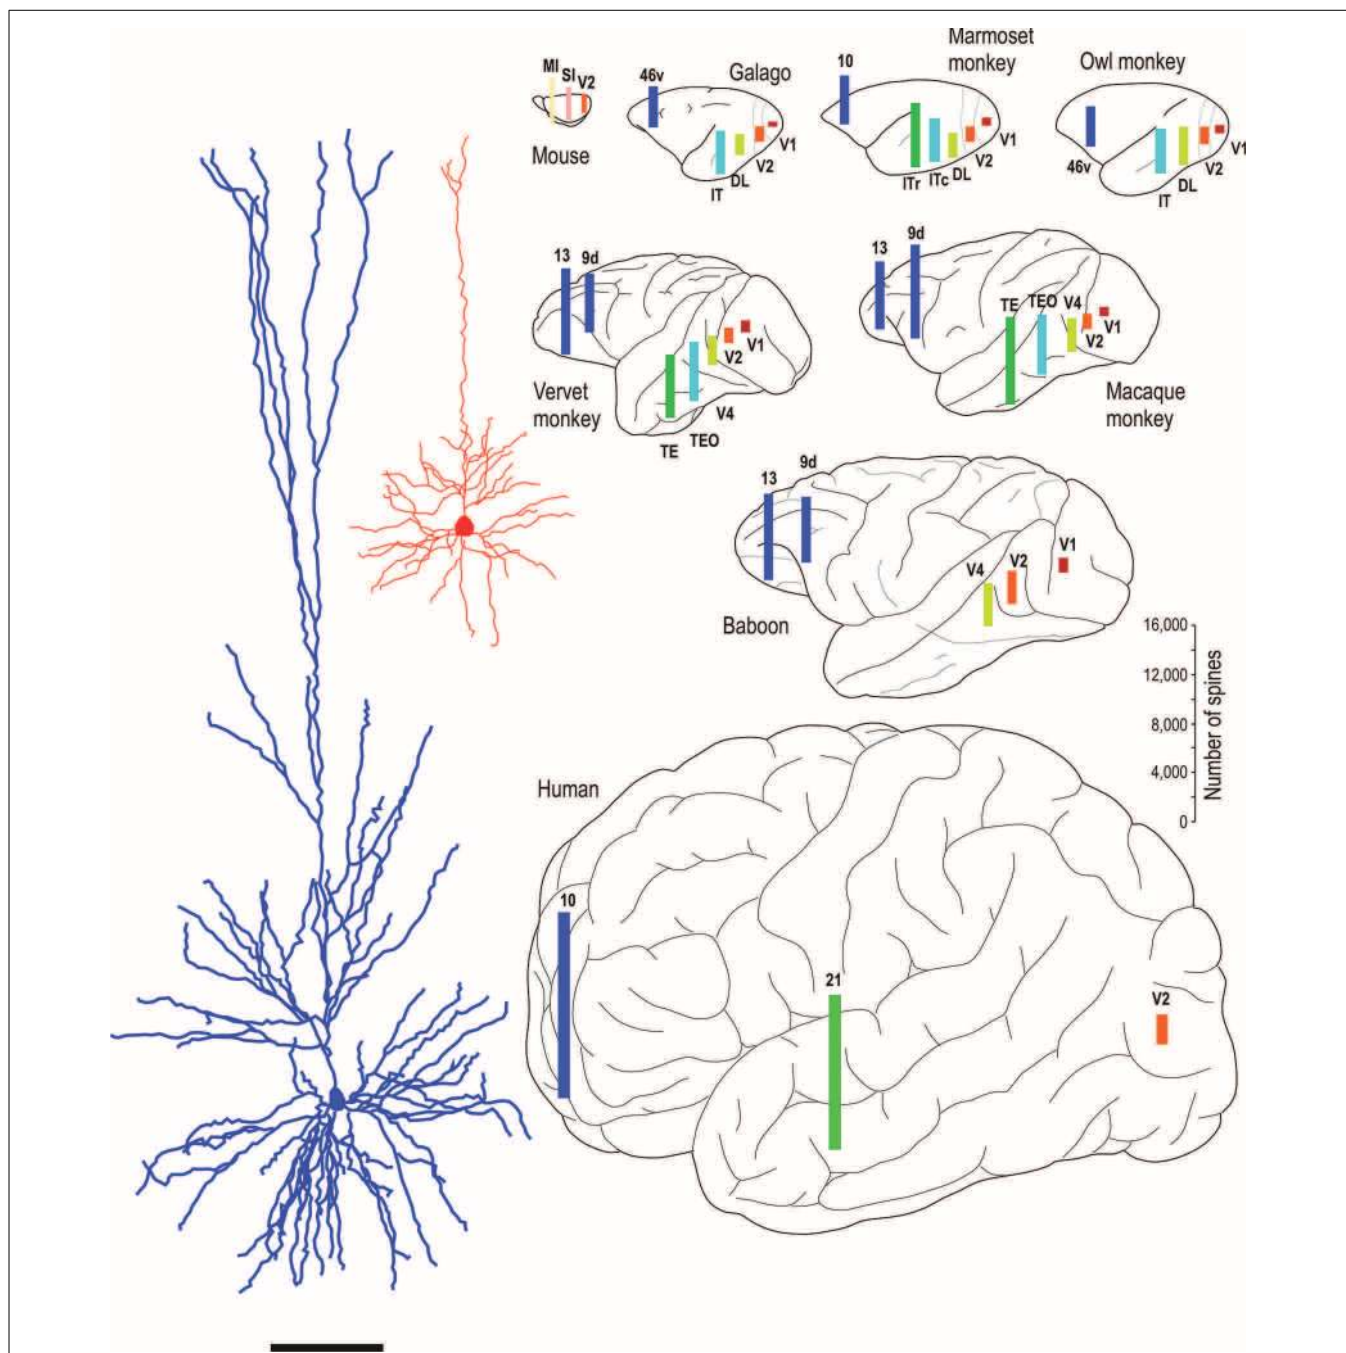 MI
SI
V2
Mouse
46v
Galago
IT
DL
V2
V1
10
Marmoset
monkey
ITr
ITc
DL
V2
V1
Owl monkey
46v
IT
DL
V2
V1
13
9d
Vervet
monkey
TE
TEO
V4
V2
V1
13
9d
TE
TEO
V4
V2
V1
Macaque
monkey
13
9d
V4
V2
V1
Baboon
16,000
12,000
8,000
4,000
0
Number of spines
Human
10
21
V2